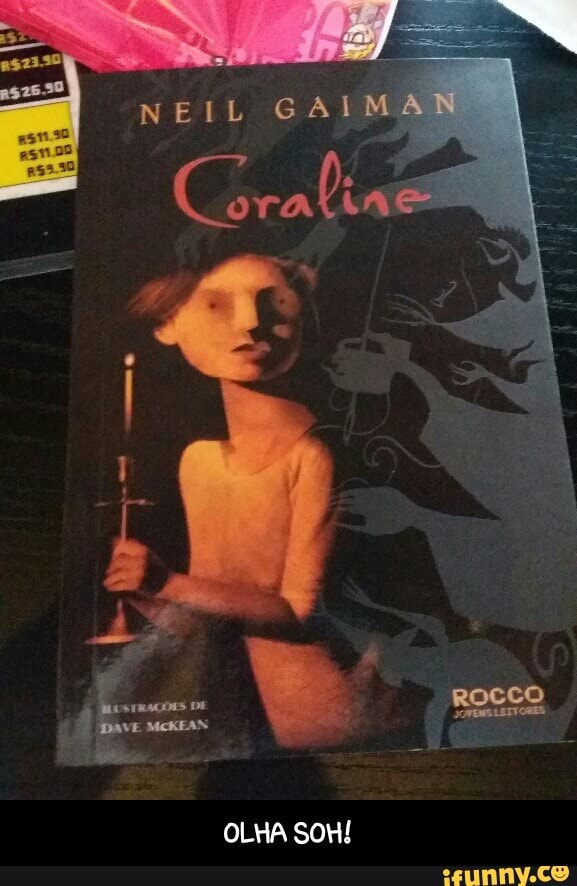 R$23,90
R$26,90
R$11,90
R$11,00
R$9,90
NEIL GAIMAN
Coraline
ILUSTRAÇÕES DE
DAVE McKEAN
ROCCO
JOVENS LEITORES
OLHA SOH!
ifunny.co